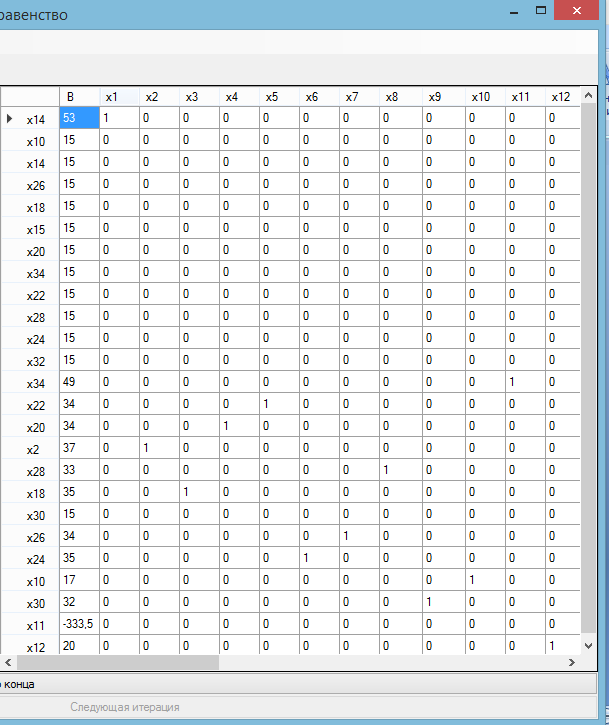 равенство
B x1 x2 x3 x4 x5 x6 x7 x8 x9 x10 x11 x12
x14 53 1 0 0 0 0 0 0 0 0 0 0 0
x10 15 0 0 0 0 0 0 0 0 0 0 0 0
x14 15 0 0 0 0 0 0 0 0 0 0 0 0
x26 15 0 0 0 0 0 0 0 0 0 0 0 0
x18 15 0 0 0 0 0 0 0 0 0 0 0 0
x15 15 0 0 0 0 0 0 0 0 0 0 0 0
x20 15 0 0 0 0 0 0 0 0 0 0 0 0
x34 15 0 0 0 0 0 0 0 0 0 0 0 0
x22 15 0 0 0 0 0 0 0 0 0 0 0 0
x28 15 0 0 0 0 0 0 0 0 0 0 0 0
x24 15 0 0 0 0 0 0 0 0 0 0 0 0
x32 15 0 0 0 0 0 0 0 0 0 0 0 0
x34 49 0 0 0 0 0 0 0 0 0 0 1 0
x22 34 0 0 0 0 1 0 0 0 0 0 0 0
x20 34 0 0 0 1 0 0 0 0 0 0 0 0
x2 37 0 1 0 0 0 0 0 0 0 0 0 0
x28 33 0 0 0 0 0 0 0 1 0 0 0 0
x18 35 0 0 1 0 0 0 0 0 0 0 0 0
x30 15 0 0 0 0 0 0 0 0 0 0 0 0
x26 34 0 0 0 0 0 0 1 0 0 0 0 0
x24 35 0 0 0 0 0 1 0 0 0 0 0 0
x10 17 0 0 0 0 0 0 0 0 0 1 0 0
x30 32 0 0 0 0 0 0 0 0 1 0 0 0
x11 -333,5 0 0 0 0 0 0 0 0 0 0 0 0
x12 20 0 0 0 0 0 0 0 0 0 0 0 1
о конца
Следующая итерация